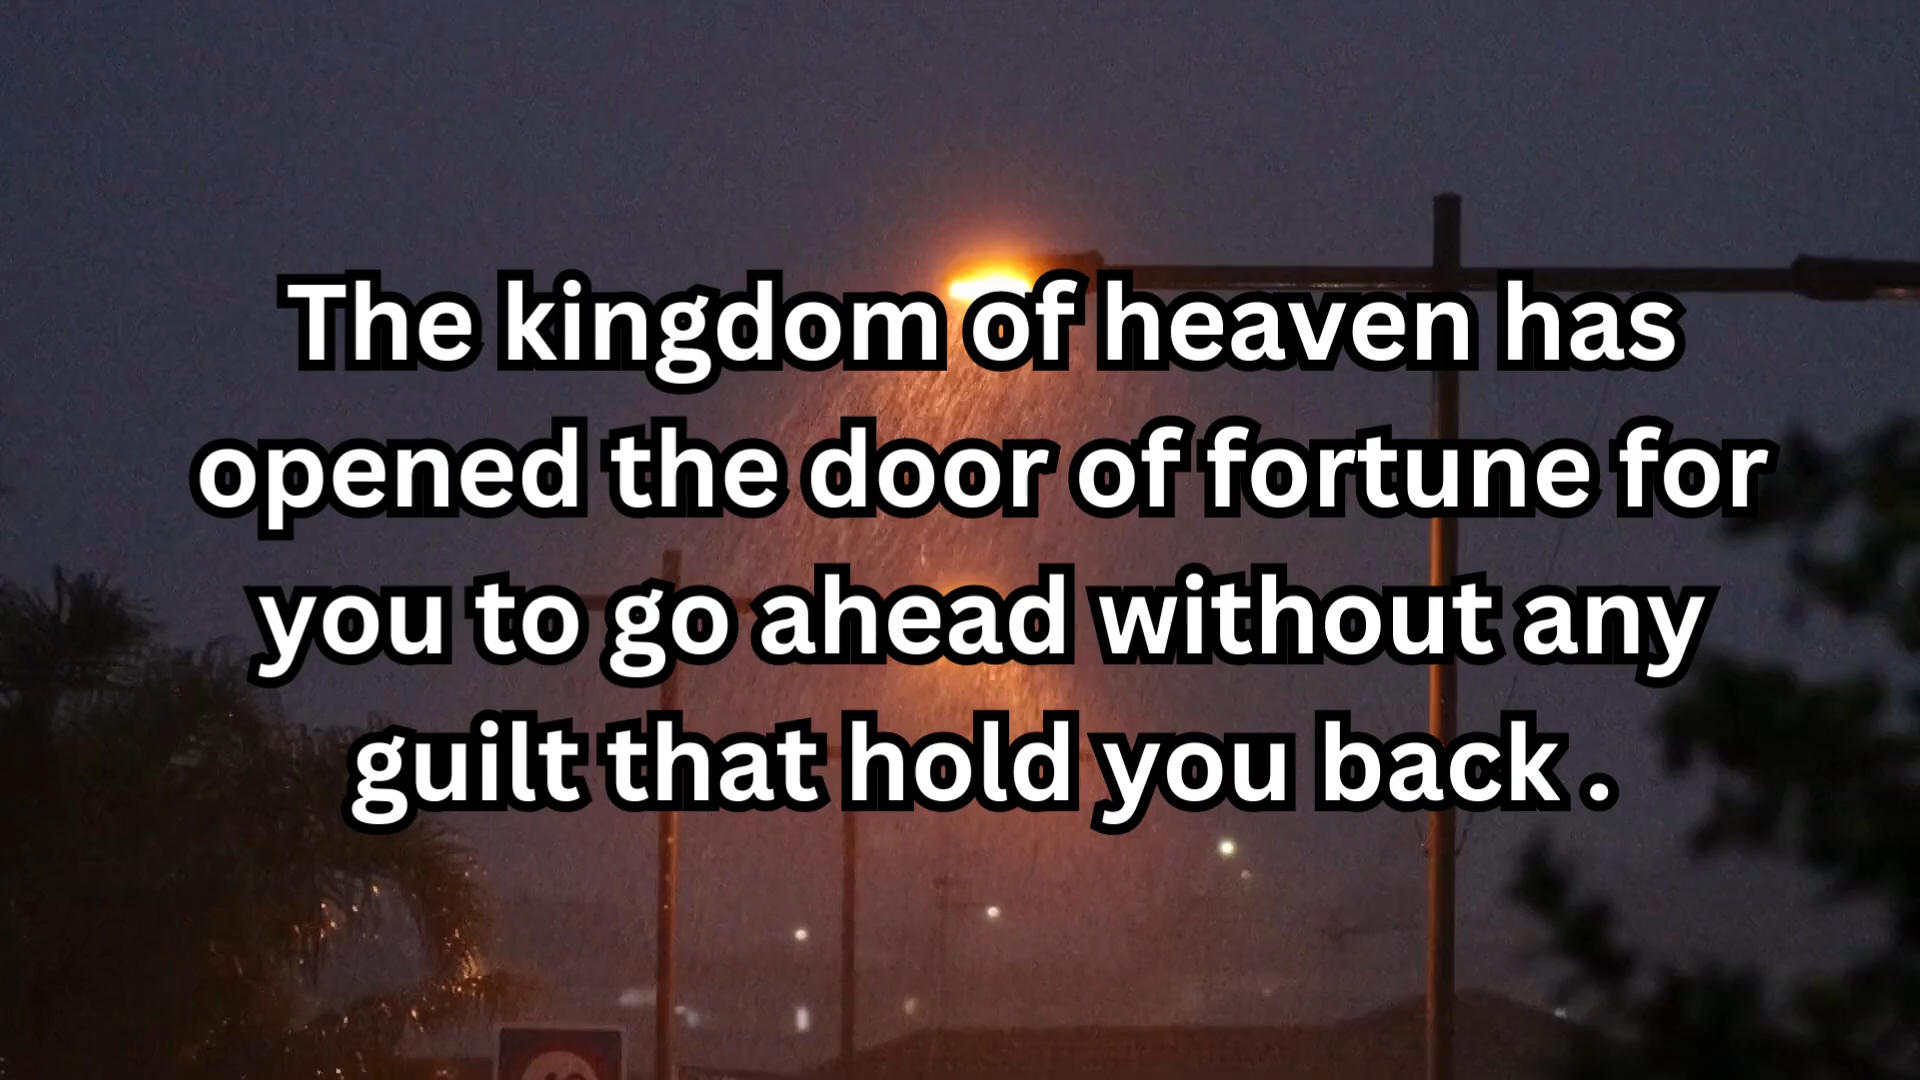 The kingdom of heaven has
opened the door of fortune for
you to go ahead without any
guilt that hold you back .